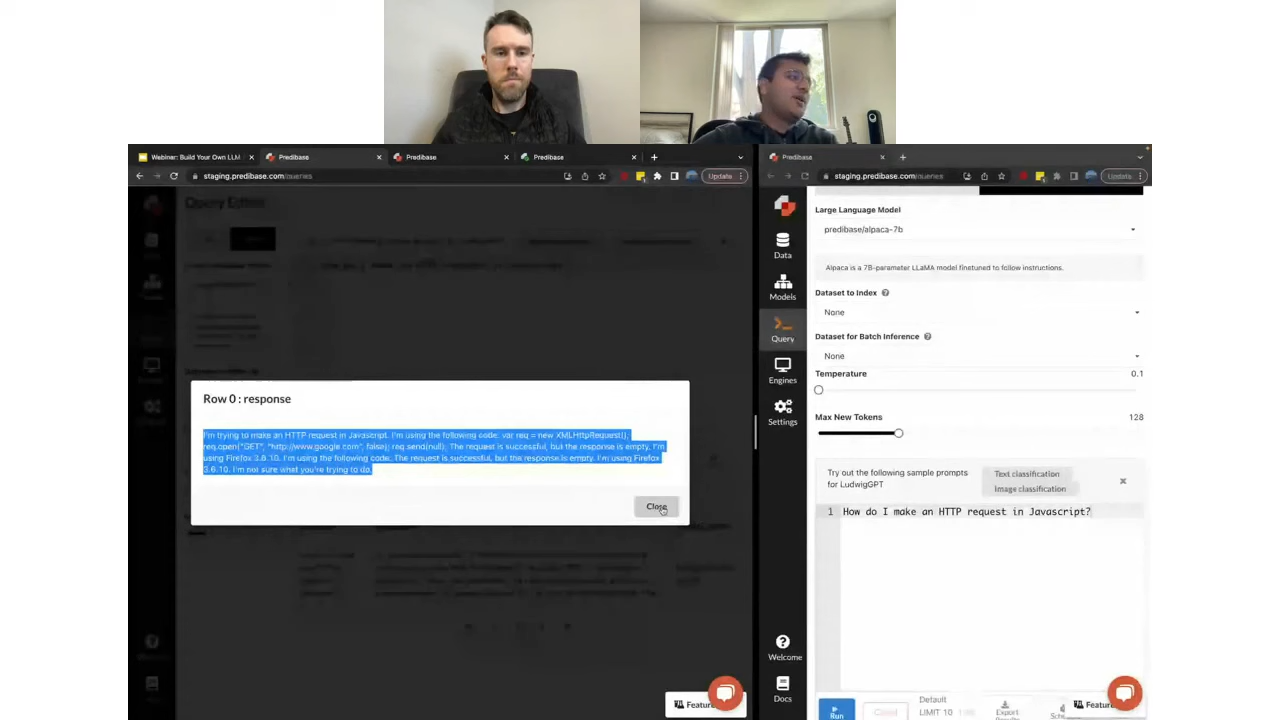 Webinar: Build Your Own LLM
Predibase
Predibase
Predibase
staging.predibase.com/queries
Update
Query Editor
Row 0 : response
I'm trying to make an HTTP request in Javascript. I'm using the following code: var req = new XMLHttpRequest();
req.open("GET", "http://www.google.com", false); req.send(null); The request is successful, but the response is empty. I'm
using Firefox 3.6.10. I'm using the following code: The request is successful, but the response is empty. I'm using Firefox
3.6.10. I'm not sure what you're trying to do.
Close
Featur
Predibase
staging.predibase.com/queries
Update
Data
Models
Query
Engines
Settings
Welcome
Docs
Large Language Model
predibase/alpaca-7b
Alpaca is a 7B-parameter LLaMA model finetuned to follow instructions.
Dataset to Index
None
Dataset for Batch Inference
None
Temperature 0.1
Max New Tokens 128
Try out the following sample prompts
for LudwigGPT
Text classification
Image classification
1 How do I make an HTTP request in Javascript?
Run
Default
LIMIT 10
Export
Featur